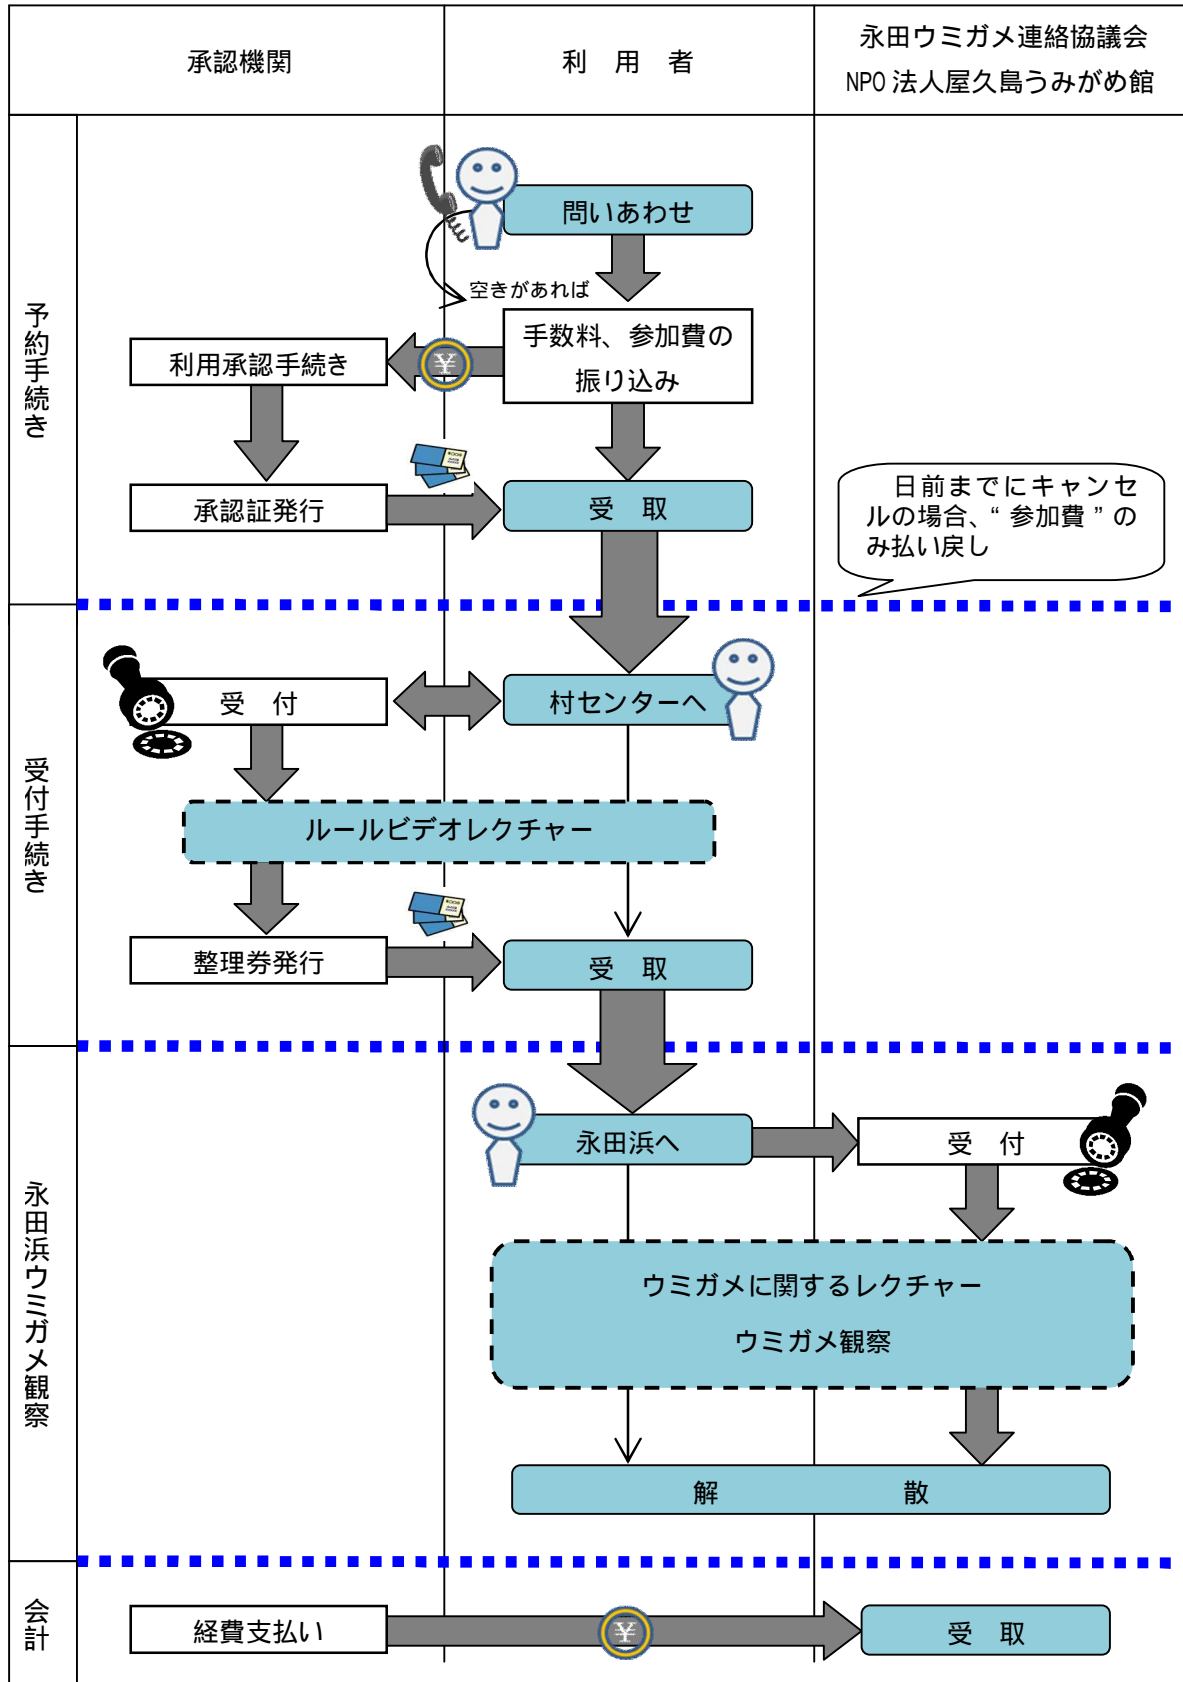 承認機関
利　用　者
永田ウミガメ連絡協議会
NPO 法人屋久島うみがめ館
予約手続き
問いあわせ
空きがあれば
手数料、参加費の
振り込み
¥
利用承認手続き
承認証発行
受　取
日前までにキャンセ
ルの場合、“ 参加費 ” の
み払い戻し
受付手続き
受　付
村センターへ
ルールビデオレクチャー
整理券発行
受　取
永田浜ウミガメ観察
永田浜へ
受　付
ウミガメに関するレクチャー
ウミガメ観察
解　　　　　散
会計
経費支払い
¥
受　取